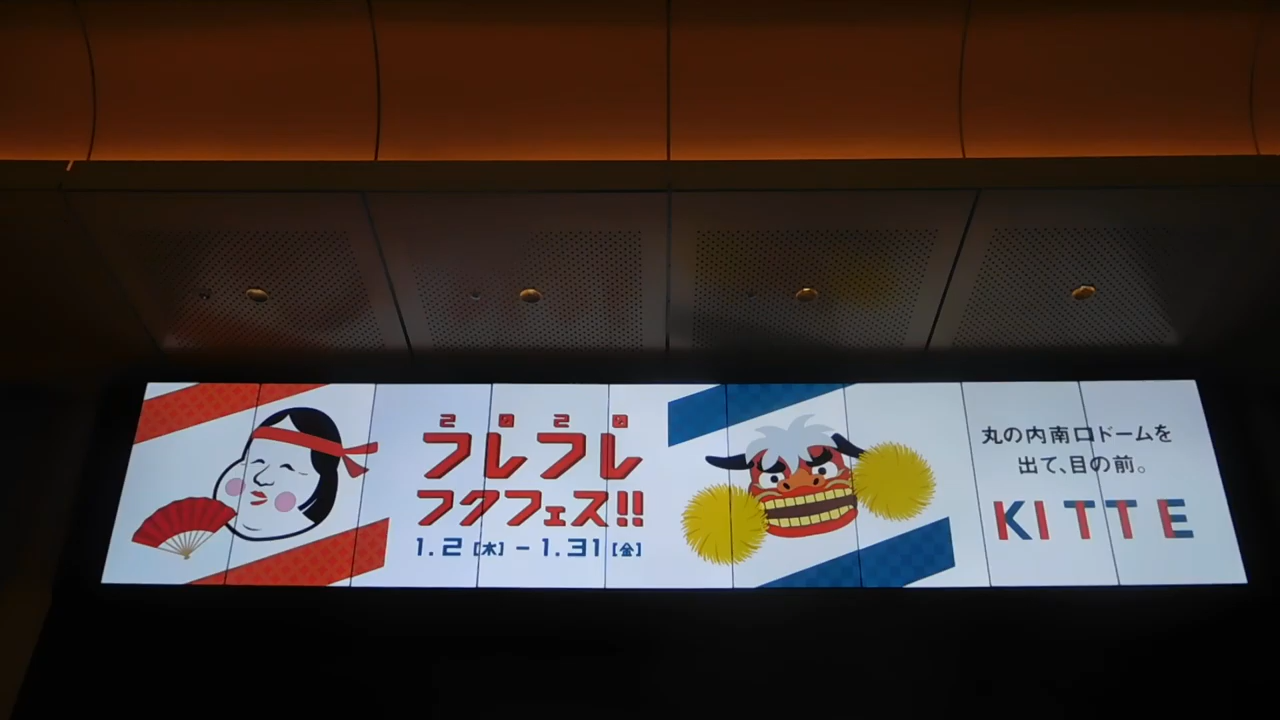 2020
フレフレ
フクフェス!!
1.2 [木] - 1.31 [金]
丸の内南口ドームを
出て、目の前。
KITTE